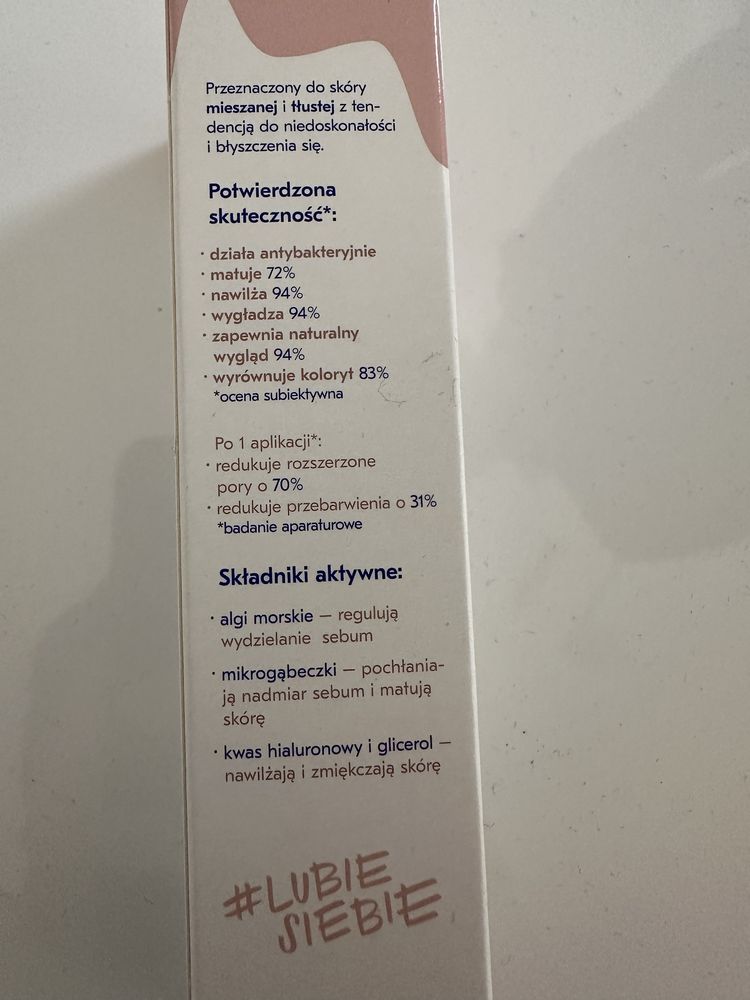 Przeznaczony do skóry
mieszanej i tłustej z ten-
dencją do niedoskonałości
i błyszczenia się.
Potwierdzona
skuteczność*:
· działa antybakteryjnie
· matuje 72%
· nawilża 94%
· wygładza 94%
· zapewnia naturalny
wygląd 94%
· wyrównuje koloryt 83%
*ocena subiektywna
Po 1 aplikacji*:
· redukuje rozszerzone
pory o 70%
· redukuje przebarwienia o 31%
*badanie aparaturowe
Składniki aktywne:
· algi morskie – regulują
wydzielanie sebum
· mikrogąbeczki – pochłania-
ją nadmiar sebum i matują
skórę
· kwas hialuronowy i glicerol –
nawilżają i zmiękczają skórę
#LUBIE
SIEBIE